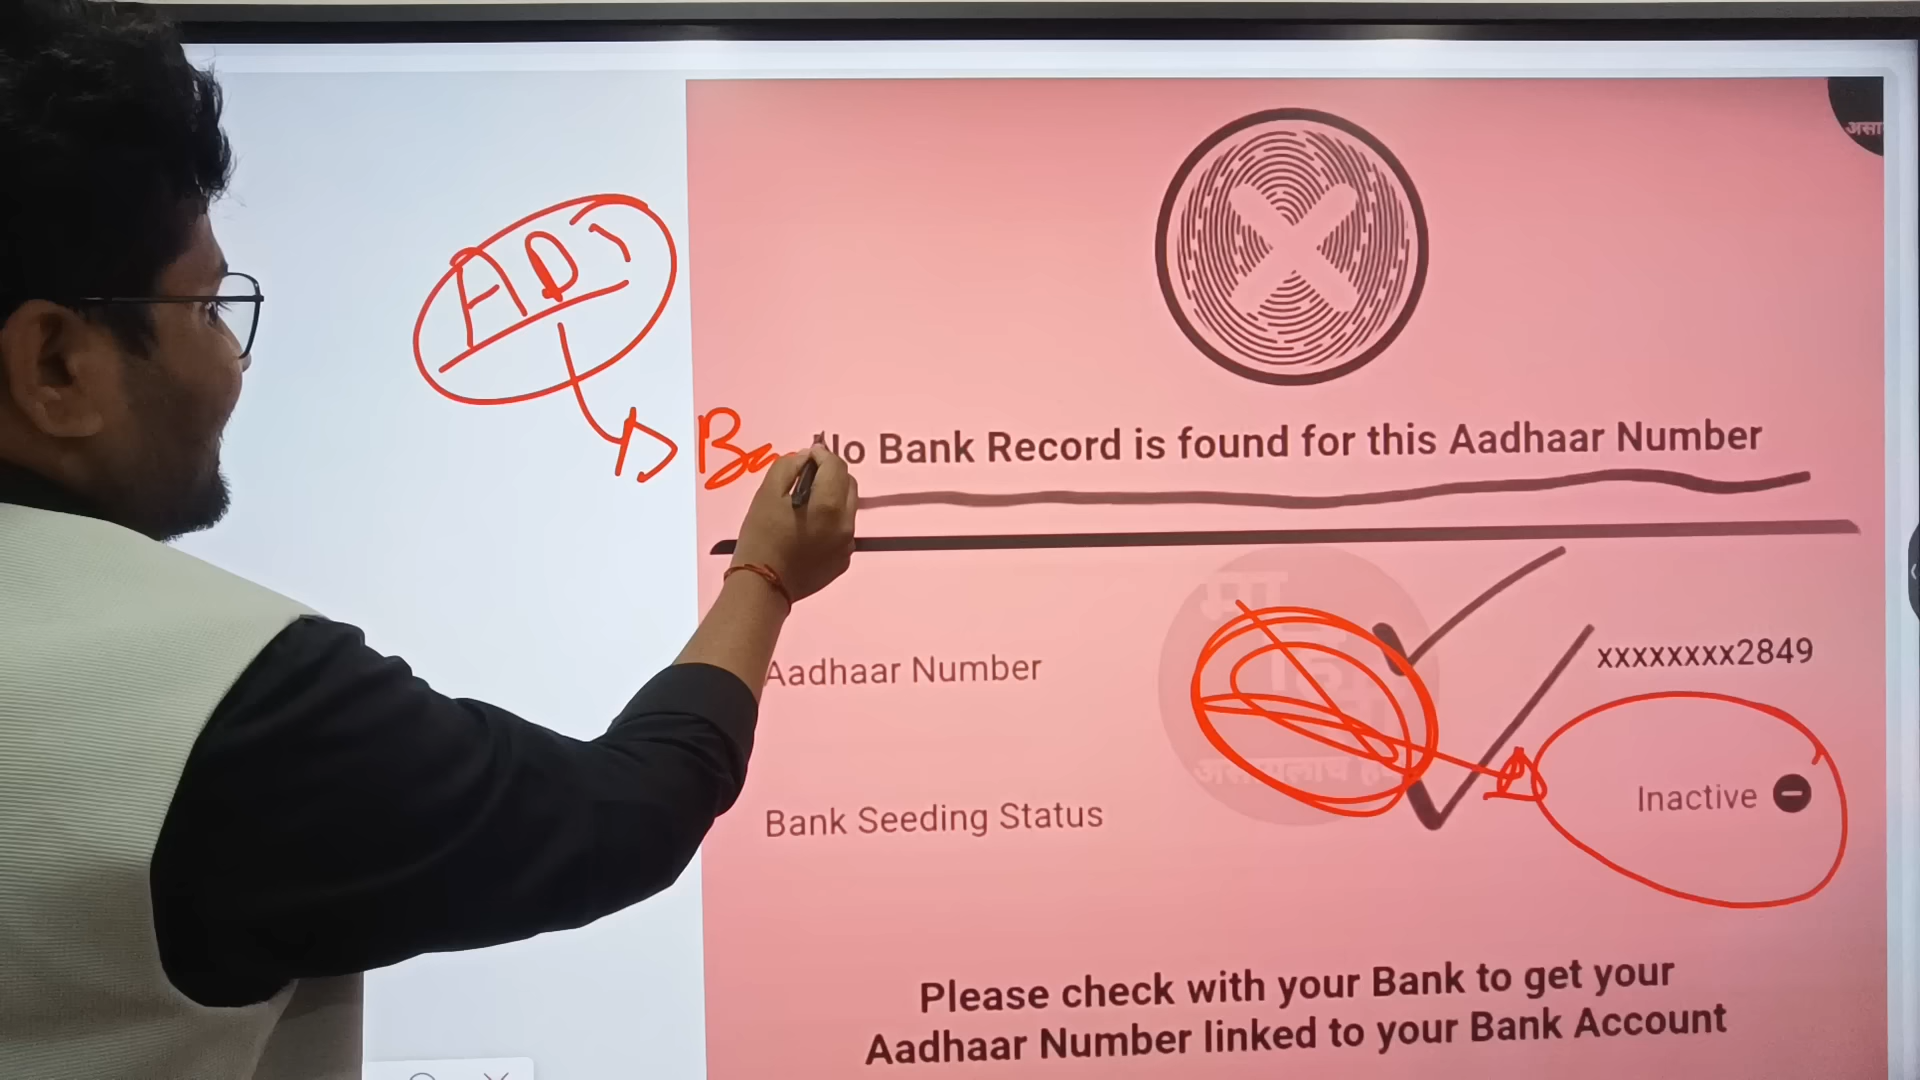 असा
No Bank Record is found for this Aadhaar Number
Aadhaar Number
xxxxxxxx2849
Bank Seeding Status
Inactive
Please check with your Bank to get your
Aadhaar Number linked to your Bank Account